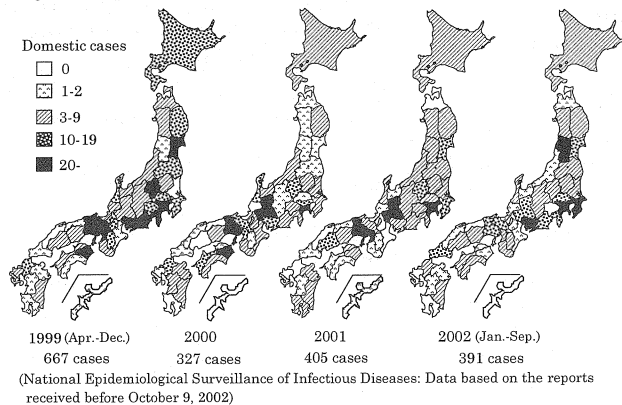 Domestic cases
0
1-2
3-9
10-19
20-
1999 (Apr.-Dec.)
667 cases
2000
327 cases
2001
405 cases
2002 (Jan.-Sep.)
391 cases
(National Epidemiological Surveillance of Infectious Diseases: Data based on the reports
received before October 9, 2002)